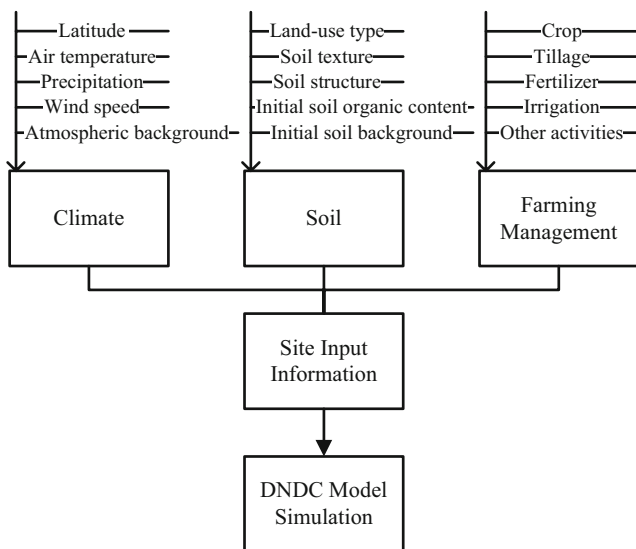 Latitude
Air temperature
Precipitation
Wind speed
Atmospheric background
Land-use type
Soil texture
Soil structure
Initial soil organic content
Initial soil background
Crop
Tillage
Fertilizer
Irrigation
Other activities
Climate
Soil
Farming
Management
Site Input
Information
DNDC Model
Simulation